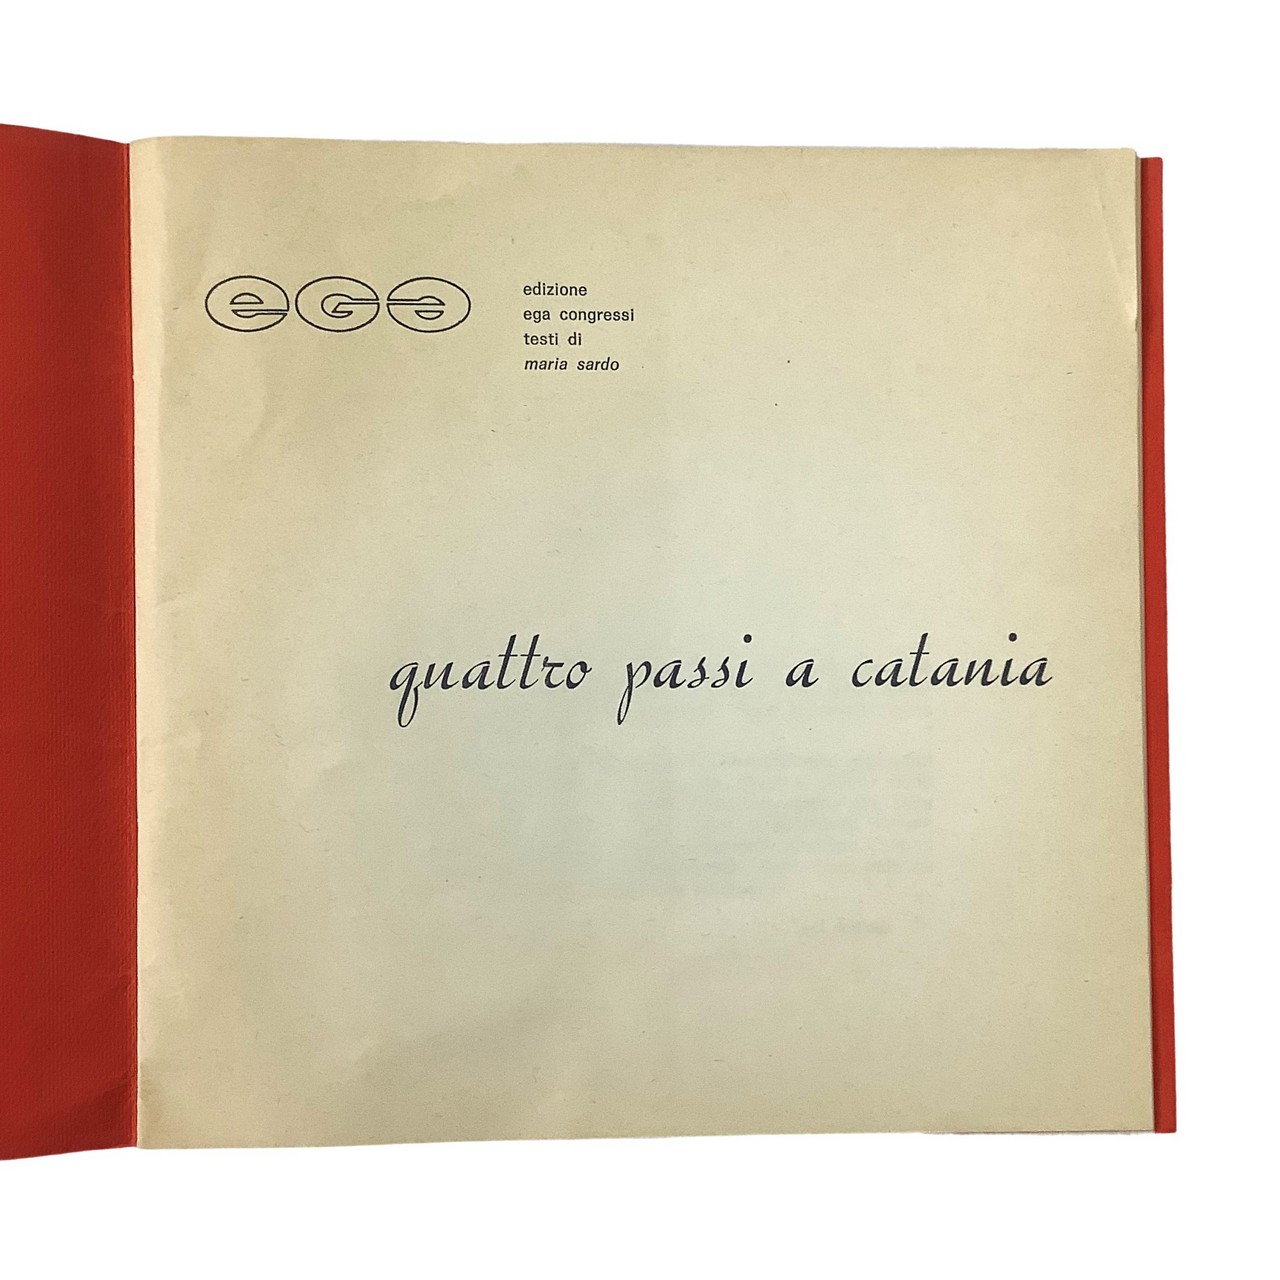 ega
edizione
ega congressi
testi di
maria sardo
quattro passi a catania